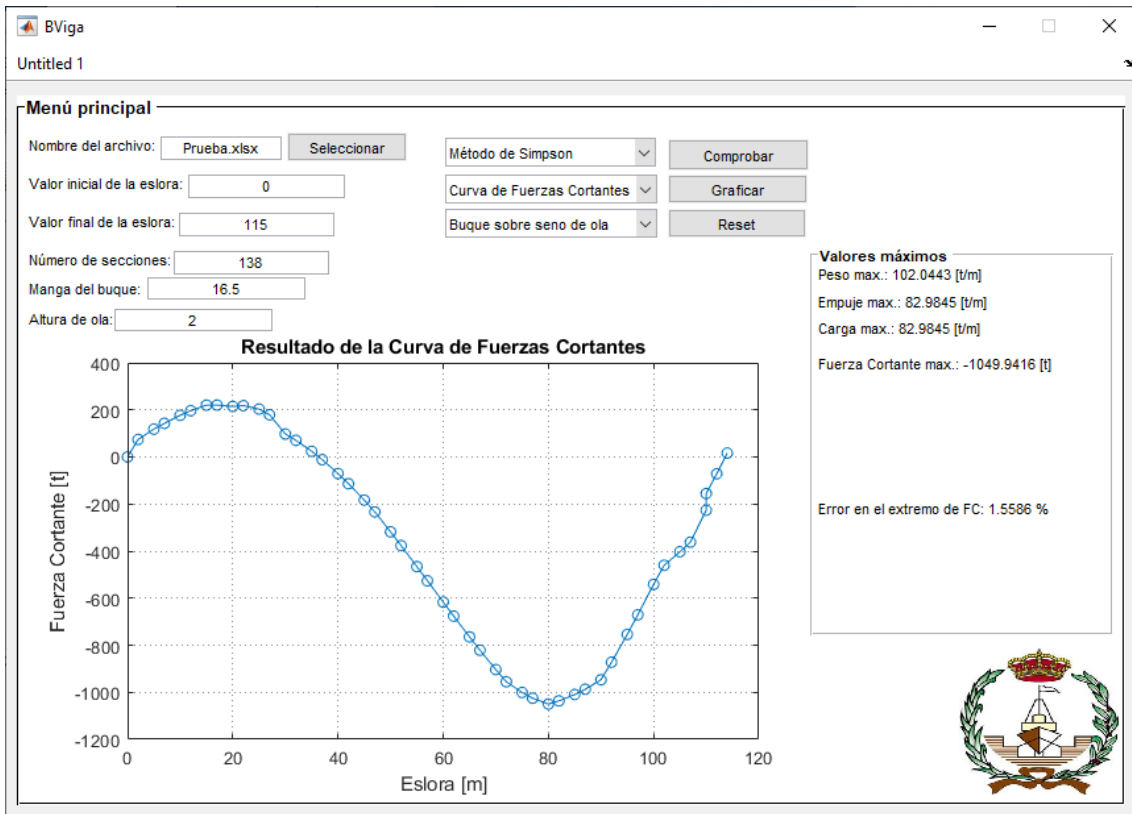 BViga
Untitled 1
Menú principal
Nombre del archivo: Prueba.xlsx Seleccionar
Método de Simpson Comprobar
Valor inicial de la eslora: 0
Curva de Fuerzas Cortantes Graficar
Valor final de la eslora: 115
Buque sobre seno de ola Reset
Número de secciones: 138
Manga del buque: 16.5
Altura de ola: 2
Valores máximos
Peso max.: 102.0443 [t/m]
Empuje max.: 82.9845 [t/m]
Carga max.: 82.9845 [t/m]
Fuerza Cortante max.: -1049.9416 [t]
Error en el extremo de FC: 1.5586 %
Resultado de la Curva de Fuerzas Cortantes
Fuerza Cortante [t]
400
200
0
-200
-400
-600
-800
-1000
-1200
0 20 40 60 80 100 120
Eslora [m]